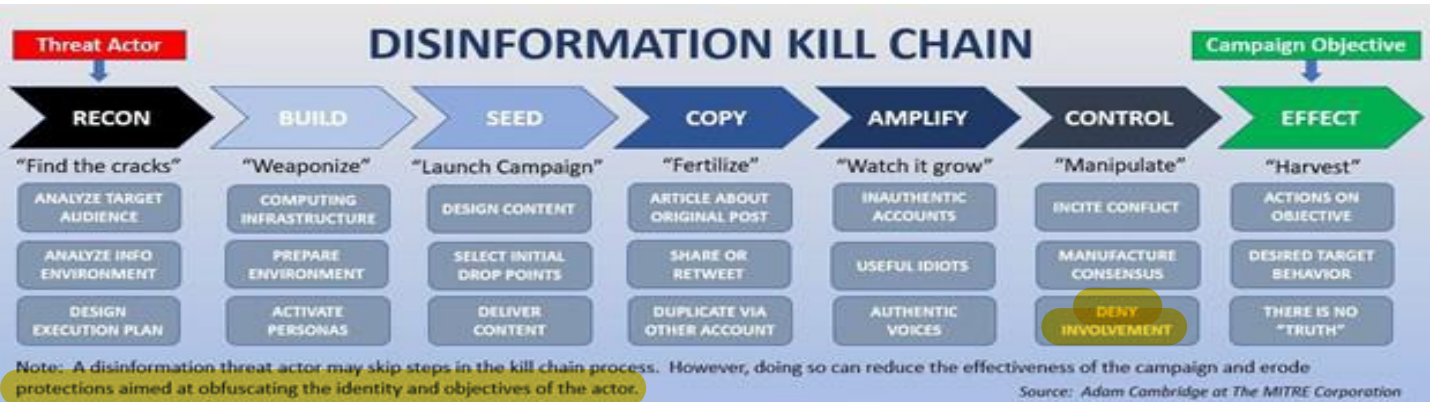 Threat Actor
DISINFORMATION KILL CHAIN
Campaign Objective
RECON
BUILD
SEED
COPY
AMPLIFY
CONTROL
EFFECT
"Find the cracks"
"Weaponize"
"Launch Campaign"
"Fertilize"
"Watch it grow"
"Manipulate"
"Harvest"
ANALYZE TARGET
AUDIENCE
COMPUTING
INFRASTRUCTURE
DESIGN CONTENT
ARTICLE ABOUT
ORIGINAL POST
INAUTHENTIC
ACCOUNTS
INCITE CONFLICT
ACTIONS ON
OBJECTIVE
ANALYZE INFO
ENVIRONMENT
PREPARE
ENVIRONMENT
SELECT INITIAL
DROP POINTS
SHARE OR
RETWEET
USEFUL IDIOTS
MANUFACTURE
CONSENSUS
DESIRED TARGET
BEHAVIOR
DESIGN
EXECUTION PLAN
ACTIVATE
PERSONAS
DELIVER
CONTENT
DUPLICATE VIA
OTHER ACCOUNT
AUTHENTIC
VOICES
DENY
INVOLVEMENT
THERE IS NO
"TRUTH"
Note: A disinformation threat actor may skip steps in the kill chain process. However, doing so can reduce the effectiveness of the campaign and erode
protections aimed at obfuscating the identity and objectives of the actor.
Source: Adam Cambridge at The MITRE Corporation